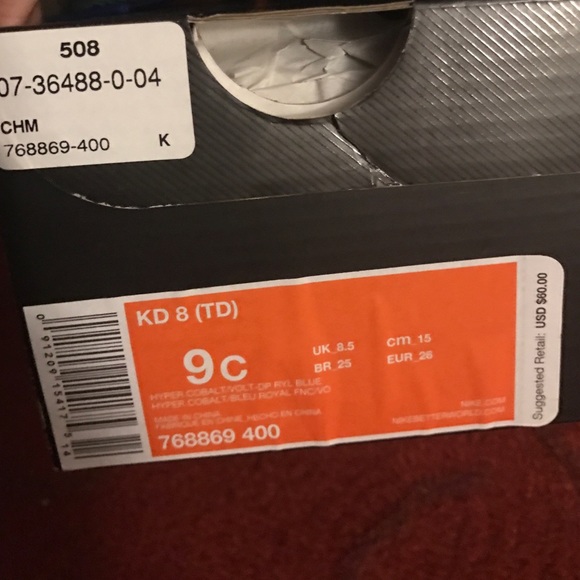 508
07-36488-0-04
CHM
768869-400 K
KD 8 (TD)
9C
UK 8.5
BR 25
cm 15
EUR 26
HYPER COBALT/VOLT-DP RYL BLUE
HYPER COBALT/BLEU ROYAL FNC/VO
MADE IN CHINA
FABRIQUE EN CHINE, HECHO EN CHINA
768869 400
NIKE.COM
NIKEBETTERWORLD.COM
Suggested Retail: USD $60.00